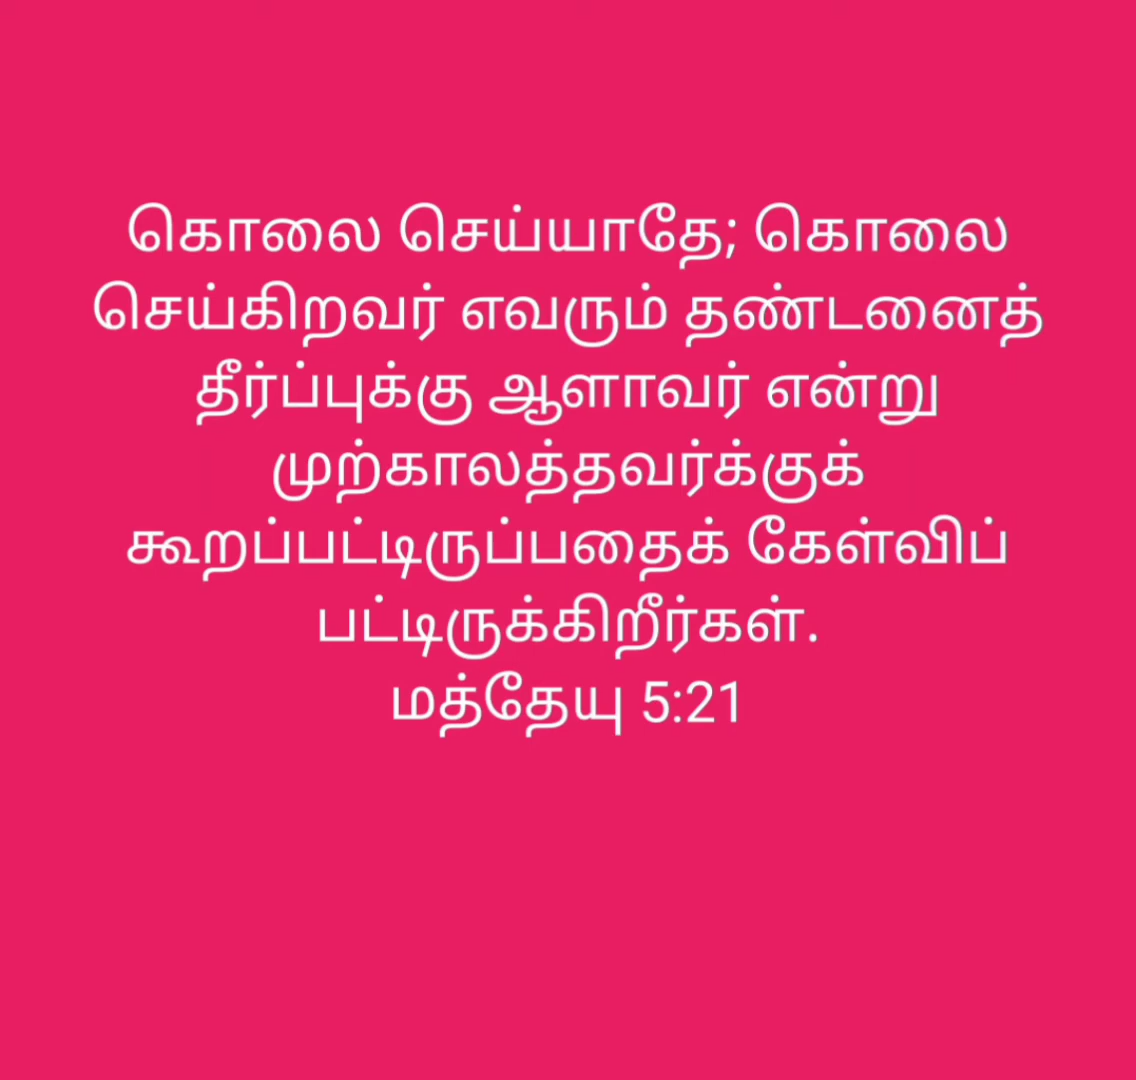 கொலை செய்யாதே; கொலை
செய்கிறவர் எவரும் தண்டனைத்
தீர்ப்புக்கு ஆளாவர் என்று
முற்காலத்தவர்க்குக்
கூறப்பட்டிருப்பதைக் கேள்விப்
பட்டிருக்கிறீர்கள்.
மத்தேயு 5:21